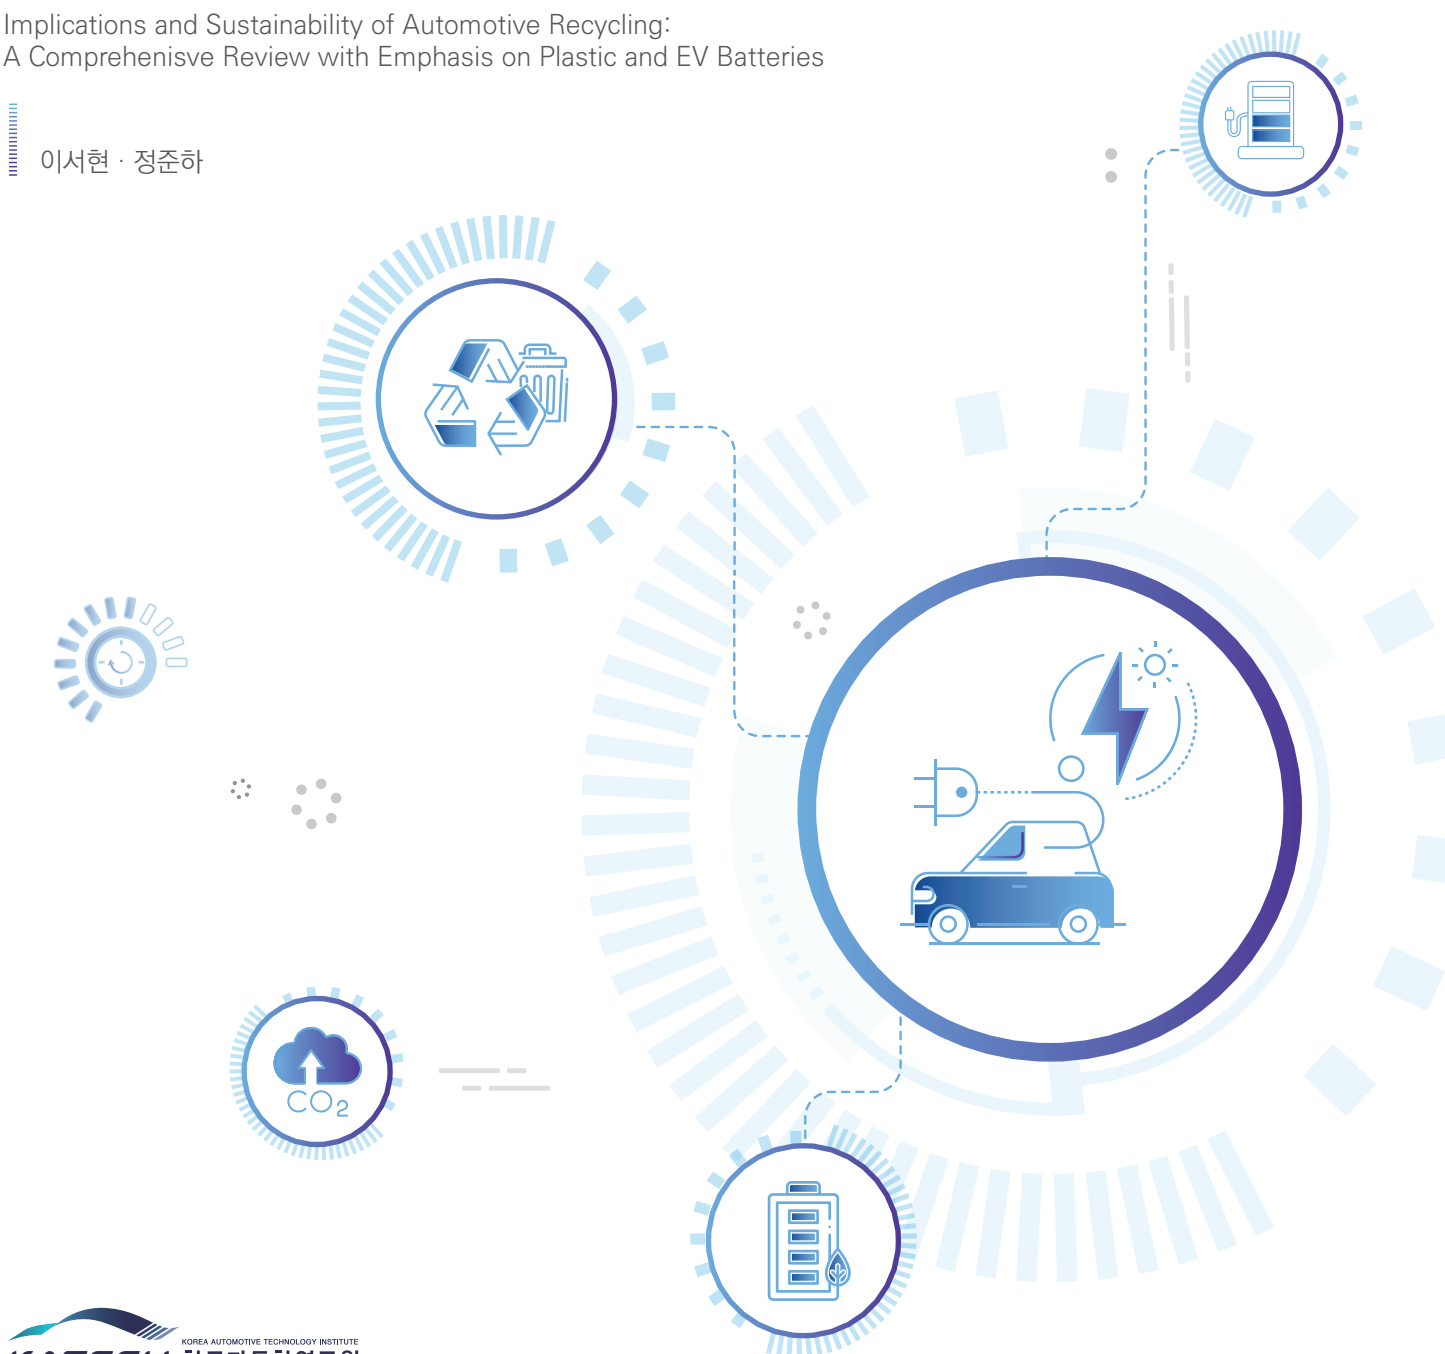 Implications and Sustainability of Automotive Recycling:
A Comprehenisve Review with Emphasis on Plastic and EV Batteries
이서현 · 정준하
CO2
KOREA AUTOMOTIVE TECHNOLOGY INSTITUTE